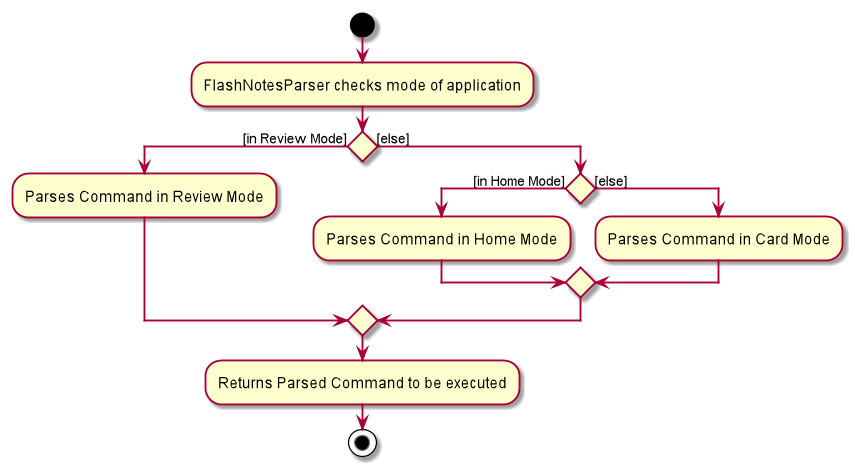 FlashNotesParser checks mode of application
[in Review Mode]
[else]
Parses Command in Review Mode
[in Home Mode]
[else]
Parses Command in Home Mode
Parses Command in Card Mode
Returns Parsed Command to be executed